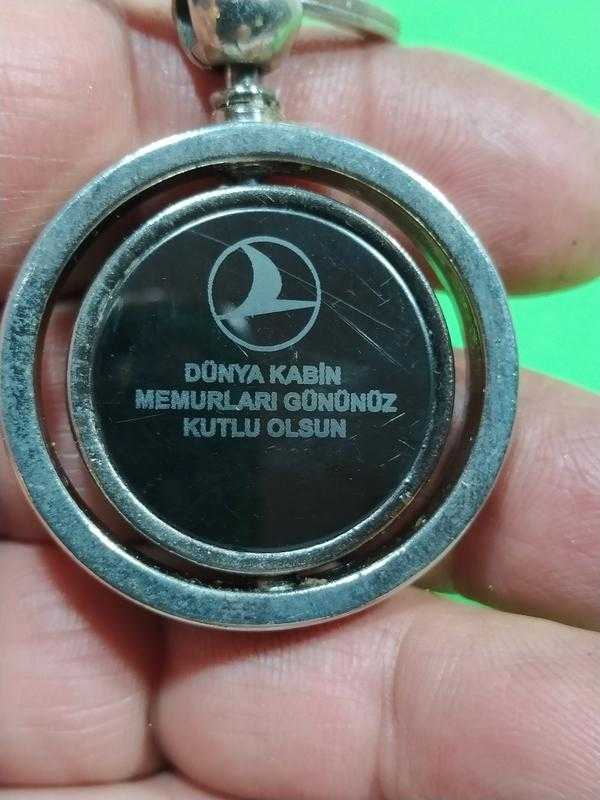 DÜNYA KABİN
MEMURLARI GÜNÜNÜZ
KUTLU OLSUN